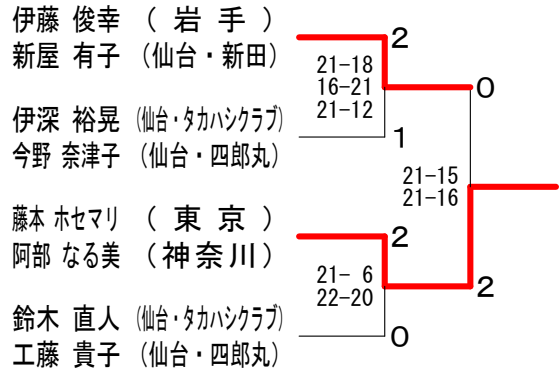 伊藤 俊幸 （ 岩 手 ） 2
新屋 有子 （仙台・新田）
21-18
16-21
21-12
0
伊深 裕晃 （仙台・タカハシクラブ）
今野 奈津子 （仙台・四郎丸）
1
21-15
21-16
藤本 ホセマリ （ 東 京 ） 2
阿部 なる美 （神奈川）
21- 6
22-20
2
鈴木 直人 （仙台・タカハシクラブ）
工藤 貴子 （仙台・四郎丸）
0